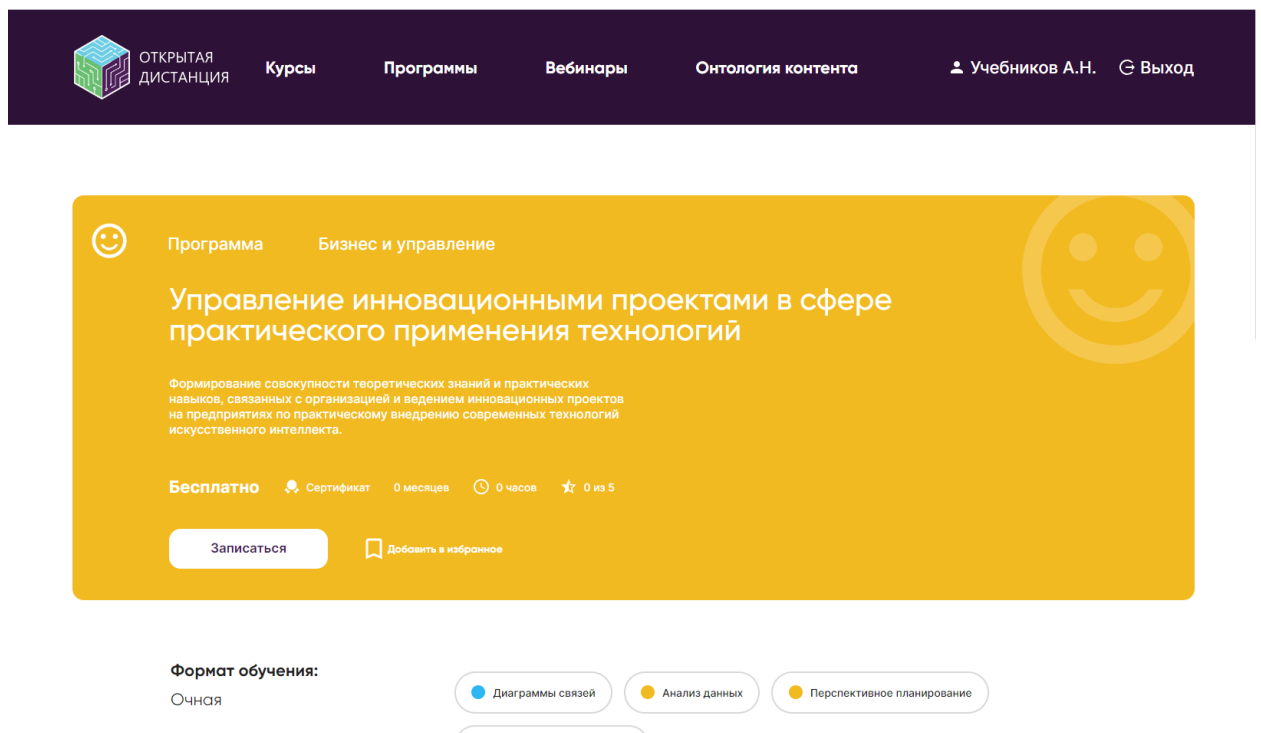 ОТКРЫТАЯ
ДИСТАНЦИЯ
Курсы
Программы
Вебинары
Онтология контента
Учебников А.Н.
Выход
Программа
Бизнес и управление
Управление инновационными проектами в сфере
практического применения технологий
Формирование совокупности теоретических знаний и практических
навыков, связанных с организацией и ведением инновационных проектов
на предприятиях по практическому внедрению современных технологий
искусственного интеллекта.
Бесплатно
Сертификат
0 месяцев
0 часов
0 из 5
Записаться
Добавить в избранное
Формат обучения:
Очная
Диаграммы связей
Анализ данных
Перспективное планирование